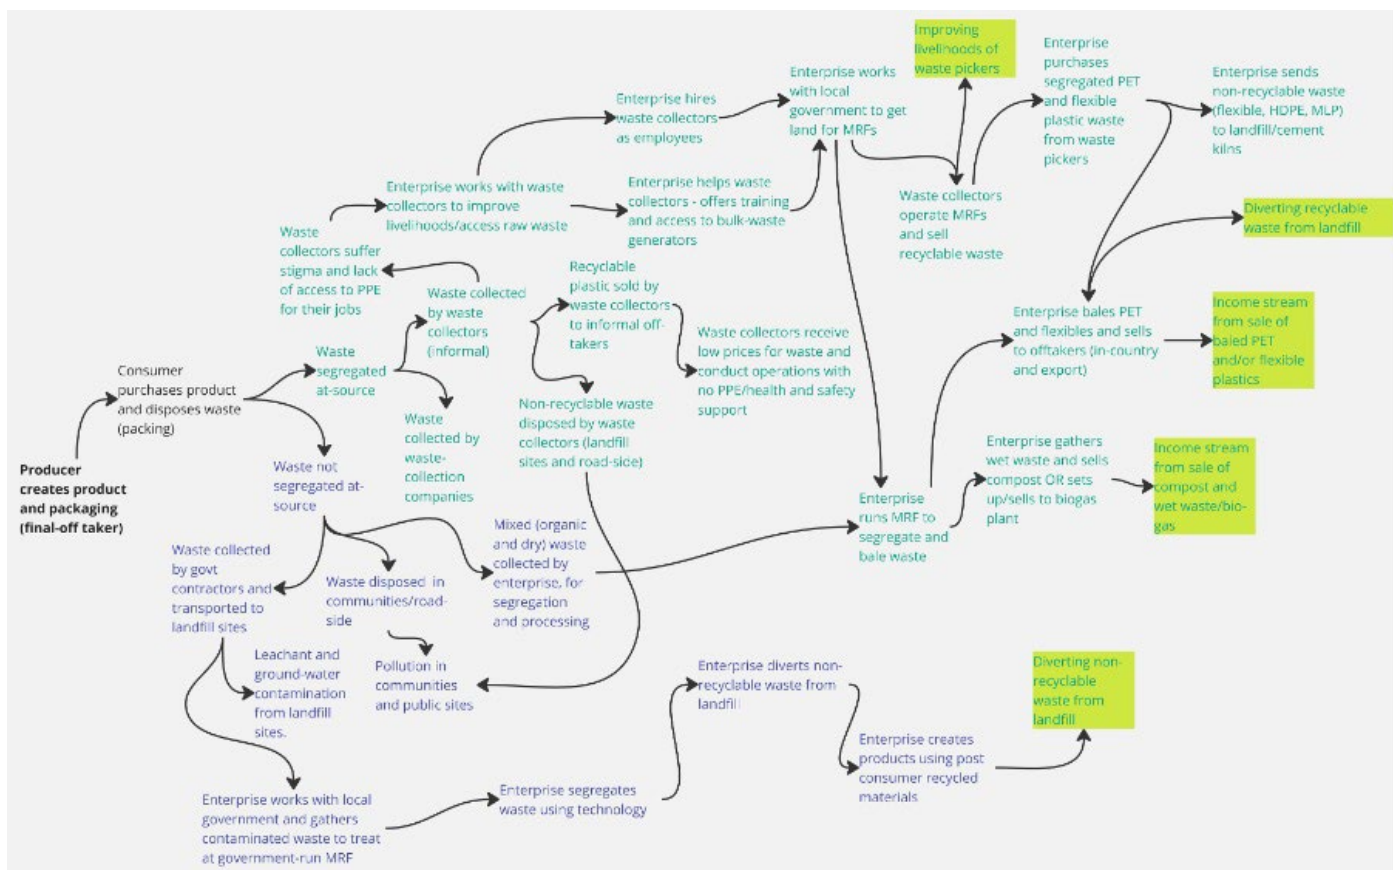 Improving
livelihoods of
waste pickers
Enterprise
purchases
segregated PET
and flexible
plastic waste
from waste
pickers
Enterprise sends
non-recyclable waste
(flexible, HDPE, MLP)
to landfill/cement
kilns
Enterprise works
with local
government to get
land for MRFs
Enterprise hires
waste collectors
as employees
Enterprise works with waste
collectors to improve
livelihoods/access raw waste
Enterprise helps waste
collectors - offers training
and access to bulk-waste
generators
Waste collectors
operate MRFs
and sell
recyclable waste
Diverting recyclable
waste from landfill
Waste
collectors suffer
stigma and lack
of access to PPE
for their jobs
Waste collected
by waste
collectors
(informal)
Recyclable
plastic sold by
waste collectors
to informal off-
takers
Waste collectors receive
low prices for waste and
conduct operations with
no PPE/health and safety
support
Enterprise bales PET
and flexibles and sells
to offtakers (in-country
and export)
Income stream
from sale of
baled PET
and/or flexible
plastics
Waste
segregated
at-source
Consumer
purchases product
and disposes waste
(packing)
Waste
collected by
waste-
collection
companies
Non-recyclable waste
disposed by waste
collectors (landfill
sites and road-side)
Enterprise gathers
wet waste and sells
compost OR sets
up/sells to biogas
plant
Income stream
from sale of
compost and
wet waste/bio-
gas
Producer
creates product
and packaging
(final-off taker)
Waste not
segregated at-
source
Enterprise
runs MRF to
segregate and
bale waste
Waste collected
by govt
contractors and
transported to
landfill sites
Waste disposed in
communities/road-
side
Mixed (organic
and dry) waste
collected by
enterprise, for
segregation
and processing
Leachant and
ground-water
contamination
from landfill
sites.
Pollution in
communities
and public sites
Enterprise diverts non-
recyclable waste from
landfill
Diverting non-
recyclable
waste from
landfill
Enterprise creates
products using post
consumer recycled
materials
Enterprise works with local
government and gathers
contaminated waste to treat
at government-run MRF
Enterprise segregates
waste using technology